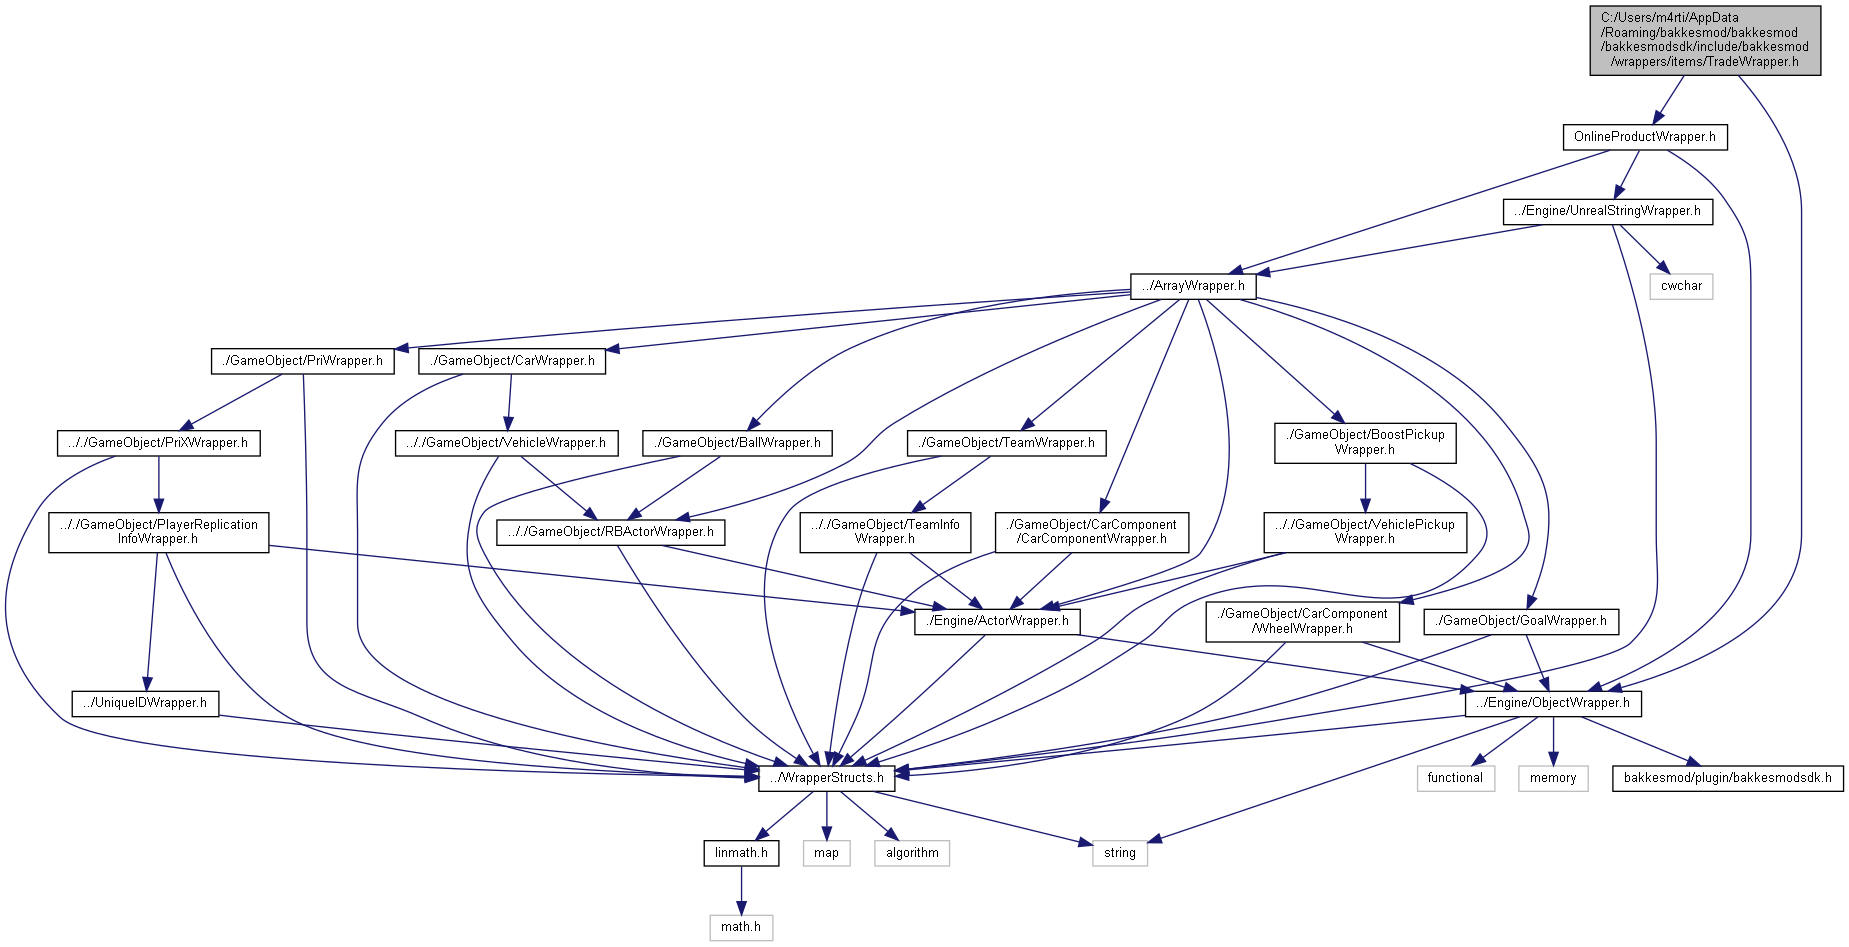 C:/Users/m4rti/AppData
/Roaming/bakkesmod/bakkesmod
/bakkesmodsdk/include/bakkesmod
/wrappers/items/TradeWrapper.h
OnlineProductWrapper.h
../Engine/UnrealStringWrapper.h
../ArrayWrapper.h
cwchar
./GameObject/PriWrapper.h
./GameObject/CarWrapper.h
.././GameObject/PriXWrapper.h
.././GameObject/VehicleWrapper.h
./GameObject/BallWrapper.h
./GameObject/TeamWrapper.h
./GameObject/BoostPickup
Wrapper.h
.././GameObject/PlayerReplication
InfoWrapper.h
.././GameObject/RBActorWrapper.h
.././GameObject/TeamInfo
Wrapper.h
./GameObject/CarComponent
/CarComponentWrapper.h
.././GameObject/VehiclePickup
Wrapper.h
./Engine/ActorWrapper.h
./GameObject/CarComponent
/WheelWrapper.h
./GameObject/GoalWrapper.h
../UniqueIDWrapper.h
../Engine/ObjectWrapper.h
../WrapperStructs.h
functional
memory
bakkesmod/plugin/bakkesmodsdk.h
linmath.h
map
algorithm
string
math.h